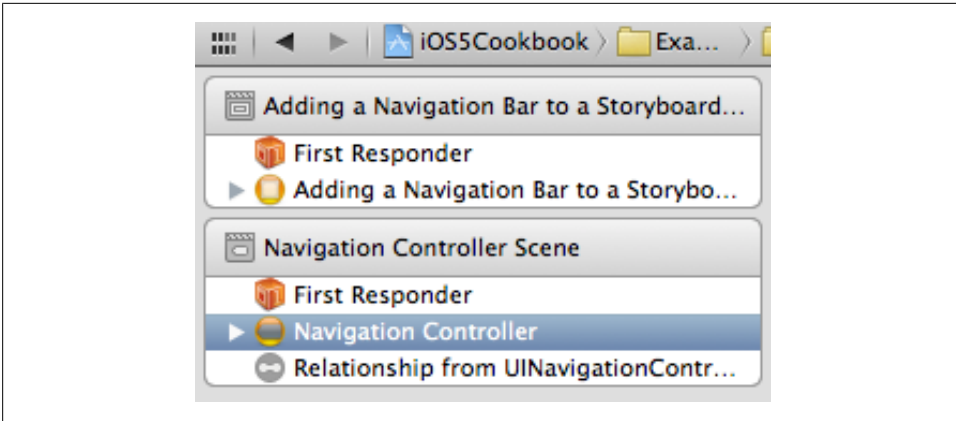 iOS5Cookbook Exa...
Adding a Navigation Bar to a Storyboard...
First Responder
Adding a Navigation Bar to a Storybo...
Navigation Controller Scene
First Responder
Navigation Controller
Relationship from UINavigationContr...